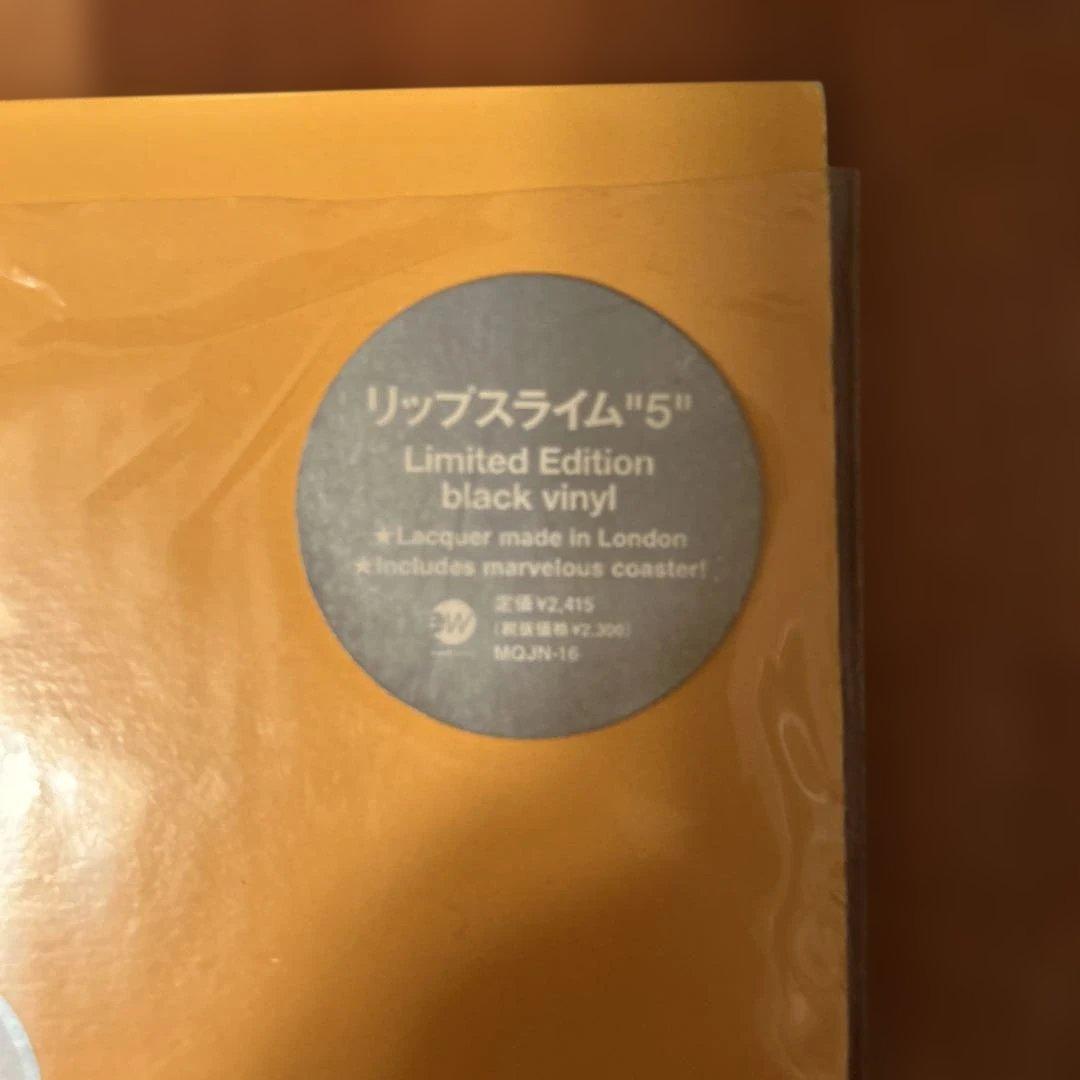 リップスライム"5"
Limited Edition
black vinyl
★Lacquer made in London
★Includes marvelous coaster!
定価¥2,415
(税抜価格¥2,300)
MQJN-16